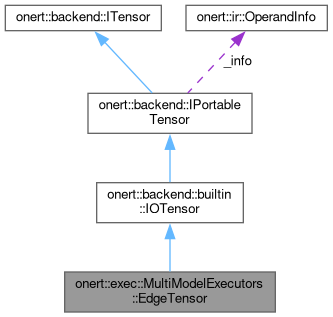 onert::backend::ITensor
onert::ir::OperandInfo
_info
onert::backend::IPortable
Tensor
onert::backend::builtin
::IOTensor
onert::exec::MultiModelExecutors
::EdgeTensor